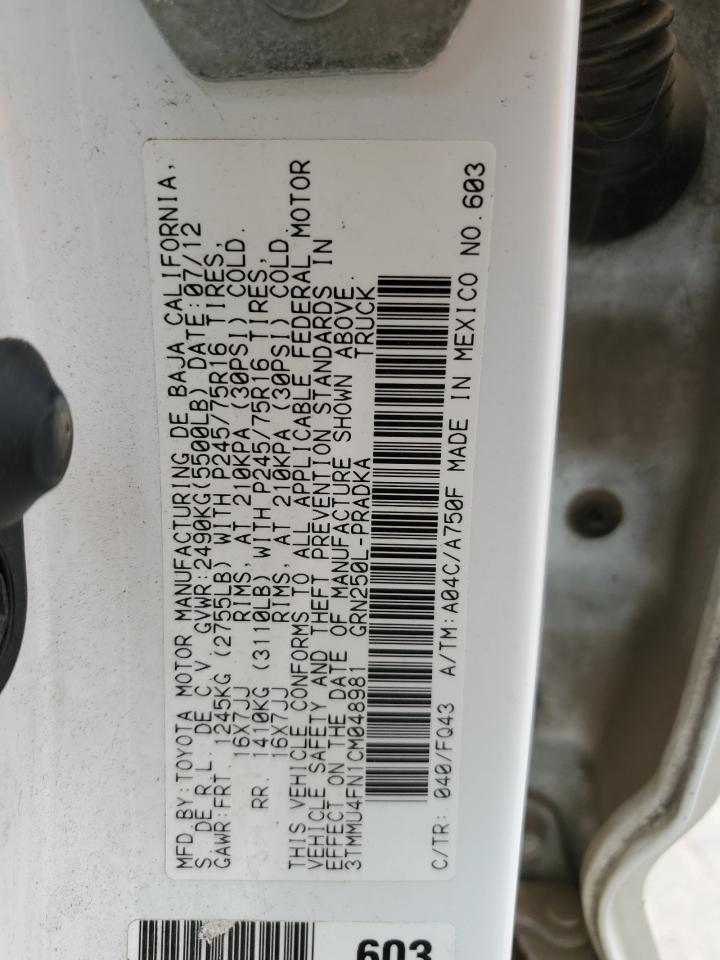 MFD.BY:TOYOTA MOTOR MANUFACTURING DE BAJA CALIFORNIA,
S. DE R.L. DE C V GVWR:2490KG(5500LB) DATE:07/12
GAWR:FRT. 1245KG (2755LB) WITH P245/75R16 TIRES,
16X7JJ RIMS, AT 210KPA (30PSI) COLD.
RR. 1410KG (3110LB) WITH P245/75R16 TIRES,
16X7JJ RIMS, AT 210KPA (30PSI) COLD.
THIS VEHICLE CONFORMS TO ALL APPLICABLE FEDERAL MOTOR
VEHICLE SAFETY AND THEFT PREVENTION STANDARDS IN
EFFECT ON THE DATE OF MANUFACTURE SHOWN ABOVE.
3TMMU4FN1CM048981 GRN250L-PRADKA TRUCK
C/TR: 040/FQ43 A/TM:A04C/A750F MADE IN MEXICO NO.603
603